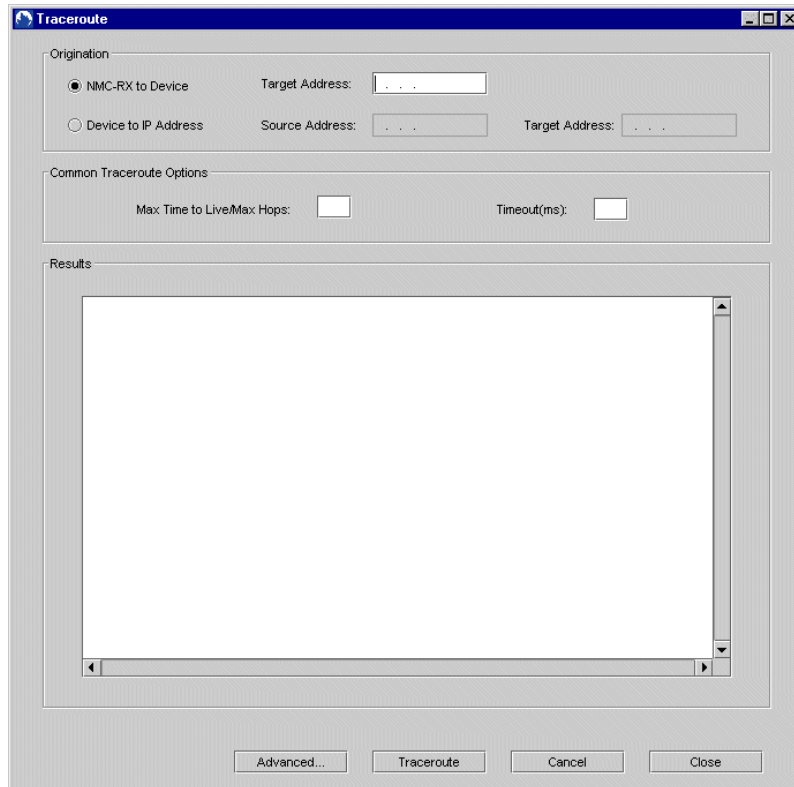 Traceroute
Origination
NMC-RX to Device Target Address: . . .
Device to IP Address Source Address: . . . Target Address: . . .
Common Traceroute Options
Max Time to Live/Max Hops: Timeout(ms):
Results
Advanced... Traceroute Cancel Close